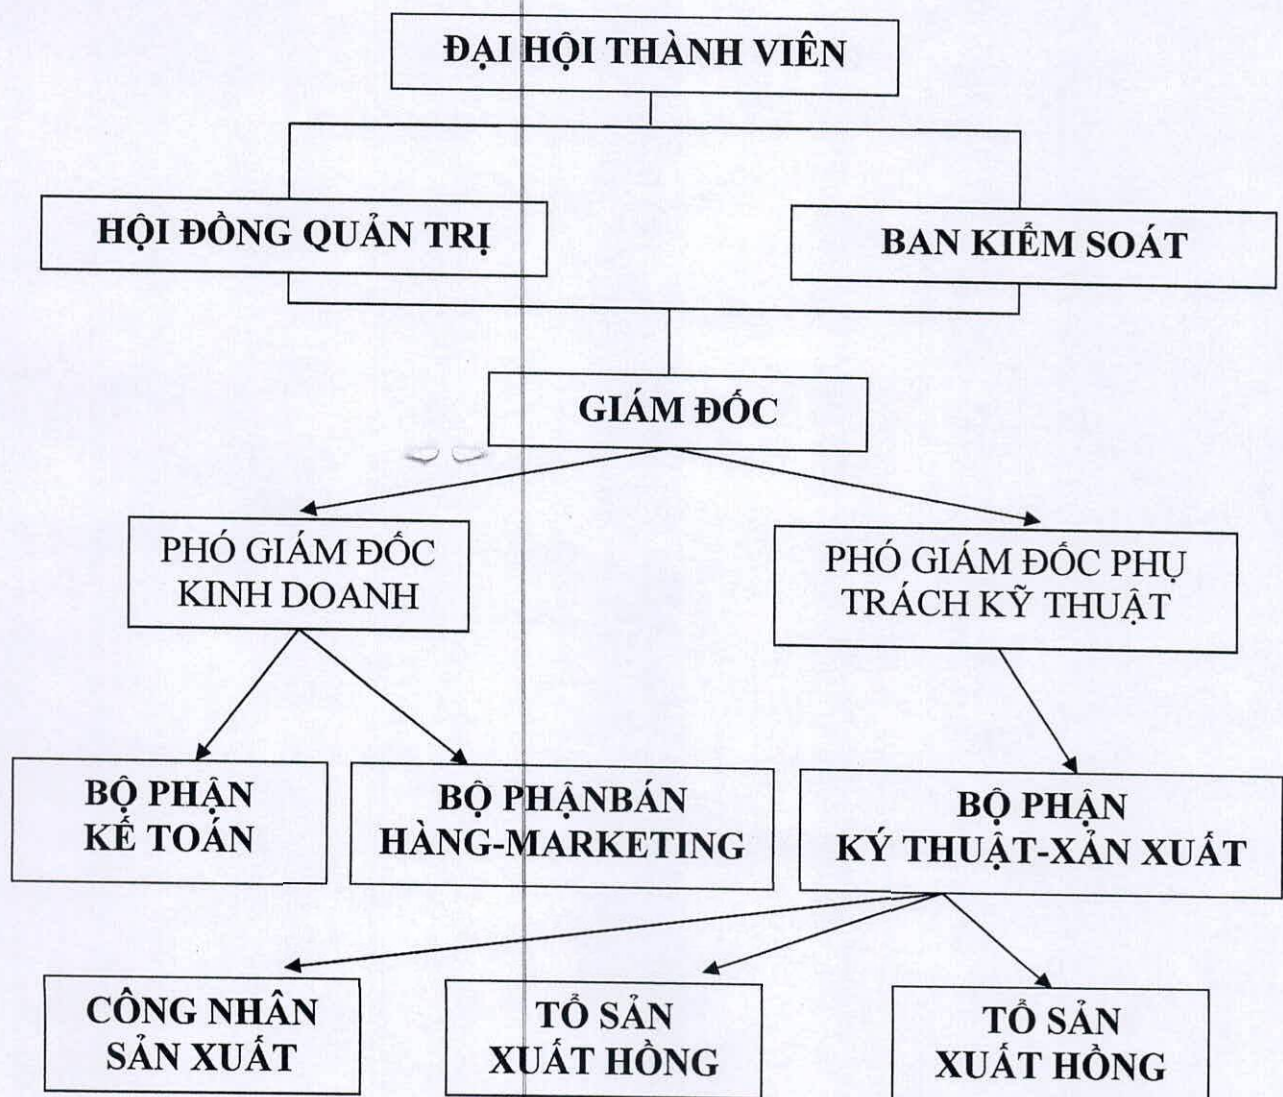 ĐẠI HỘI THÀNH VIÊN
HỘI ĐỒNG QUẢN TRỊ
BAN KIỂM SOÁT
GIÁM ĐỐC
PHÓ GIÁM ĐỐC
KINH DOANH
PHÓ GIÁM ĐỐC PHỤ
TRÁCH KỸ THUẬT
BỘ PHẬN
KẾ TOÁN
BỘ PHẬNBÁN
HÀNG-MARKETING
BỘ PHẬN
KÝ THUẬT-XẢN XUẤT
CÔNG NHÂN
SẢN XUẤT
TỔ SẢN
XUẤT HỒNG
TỔ SẢN
XUẤT HỒNG